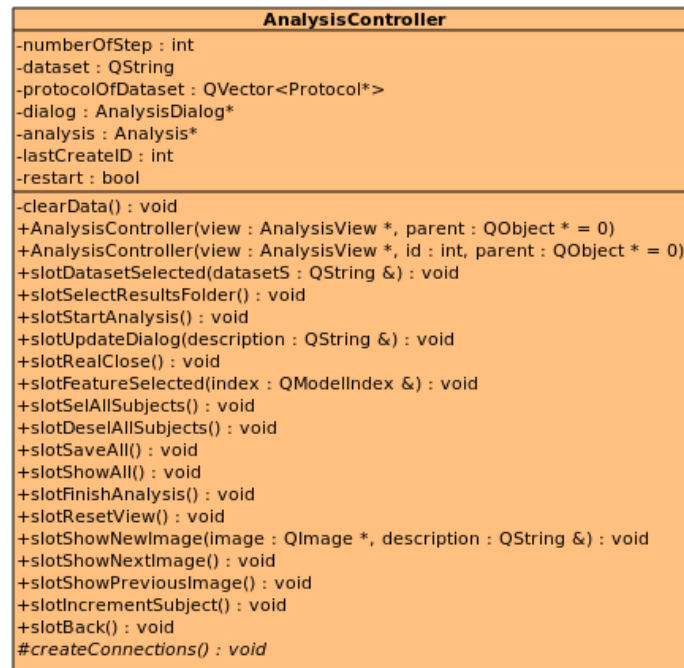 AnalysisController
-numberOfStep : int
-dataset : QString
-protocolOfDataset : QVector<Protocol*>
-dialog : AnalysisDialog*
-analysis : Analysis*
-lastCreateID : int
-restart : bool
-clearData() : void
+AnalysisController(view : AnalysisView *, parent : QObject * = 0)
+AnalysisController(view : AnalysisView *, id : int, parent : QObject * = 0)
+slotDatasetSelected(datasetS : QString &) : void
+slotSelectResultsFolder() : void
+slotStartAnalysis() : void
+slotUpdateDialog(description : QString &) : void
+slotRealClose() : void
+slotFeatureSelected(index : QModelIndex &) : void
+slotSelAllSubjects() : void
+slotDeselAllSubjects() : void
+slotSaveAll() : void
+slotShowAll() : void
+slotFinishAnalysis() : void
+slotResetView() : void
+slotShowNewImage(image : QImage *, description : QString &) : void
+slotShowNextImage() : void
+slotShowPreviousImage() : void
+slotIncrementSubject() : void
+slotBack() : void
#createConnections() : void